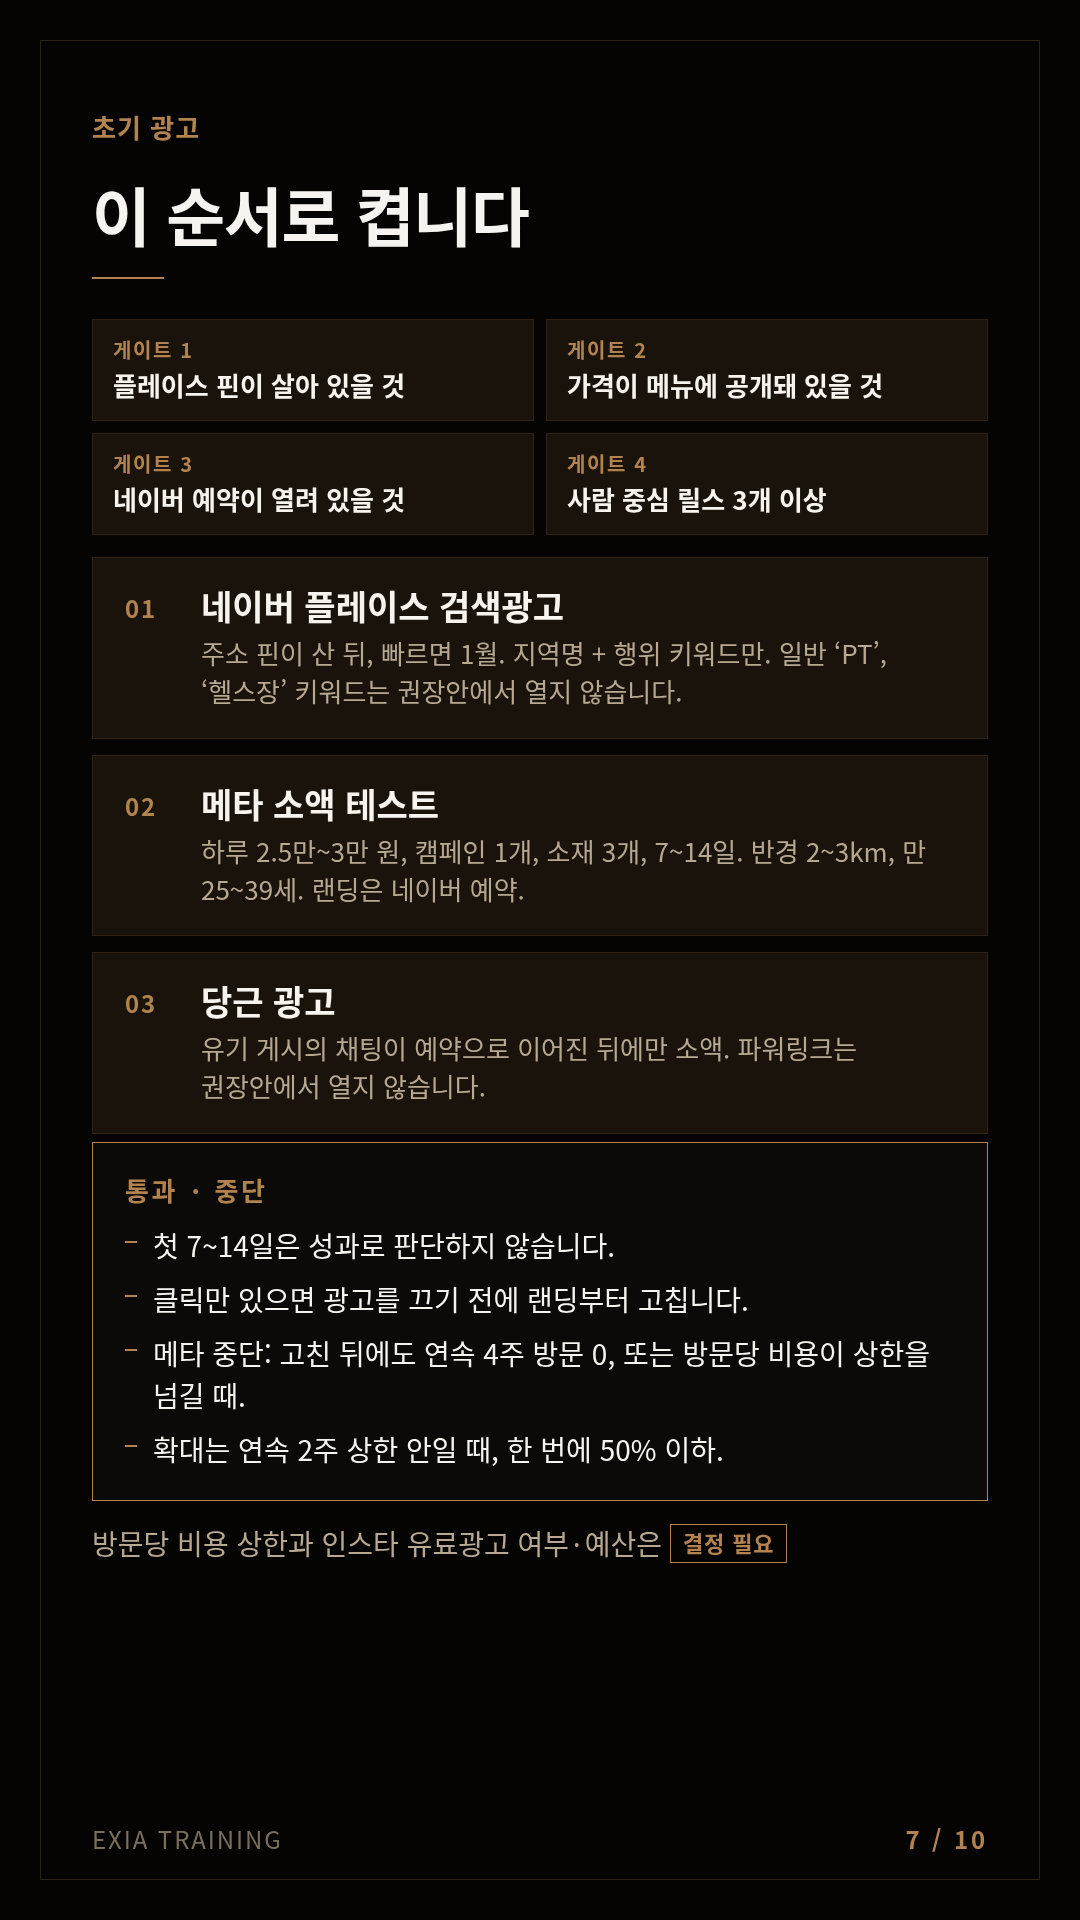 초기 광고
이 순서로 켭니다
게이트 1
플레이스 핀이 살아 있을 것
게이트 2
가격이 메뉴에 공개돼 있을 것
게이트 3
네이버 예약이 열려 있을 것
게이트 4
사람 중심 릴스 3개 이상
01
네이버 플레이스 검색광고
주소 핀이 산 뒤, 빠르면 1월. 지역명 + 행위 키워드만. 일반 ‘PT’,
‘헬스장’ 키워드는 권장안에서 열지 않습니다.
02
메타 소액 테스트
하루 2.5만~3만 원, 캠페인 1개, 소재 3개, 7~14일. 반경 2~3km, 만
25~39세. 랜딩은 네이버 예약.
03
당근 광고
유기 게시의 채팅이 예약으로 이어진 뒤에만 소액. 파워링크는
권장안에서 열지 않습니다.
통과 · 중단
– 첫 7~14일은 성과로 판단하지 않습니다.
– 클릭만 있으면 광고를 끄기 전에 랜딩부터 고칩니다.
– 메타 중단: 고친 뒤에도 연속 4주 방문 0, 또는 방문당 비용이 상한을
넘길 때.
– 확대는 연속 2주 상한 안일 때, 한 번에 50% 이하.
방문당 비용 상한과 인스타 유료광고 여부·예산은 결정 필요
EXIA TRAINING
7 / 10